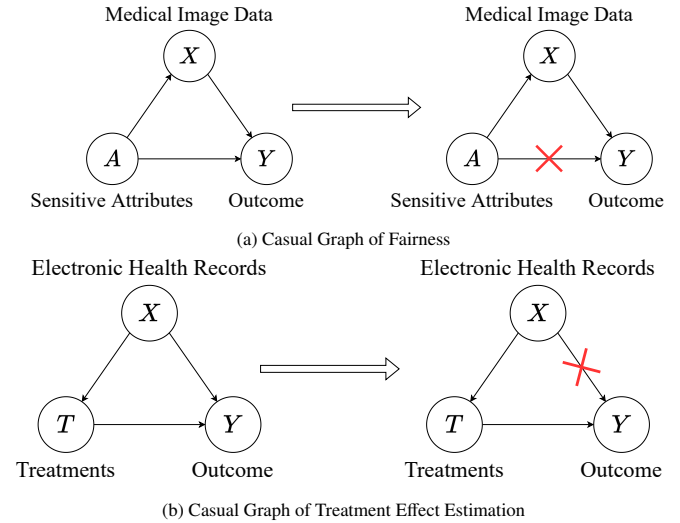 Medical Image Data
Medical Image Data
X
X
A
Y
A
Y
Sensitive Attributes
Outcome
Sensitive Attributes
Outcome
(a) Casual Graph of Fairness
Electronic Health Records
Electronic Health Records
X
X
T
Y
T
Y
Treatments
Outcome
Treatments
Outcome
(b) Casual Graph of Treatment Effect Estimation